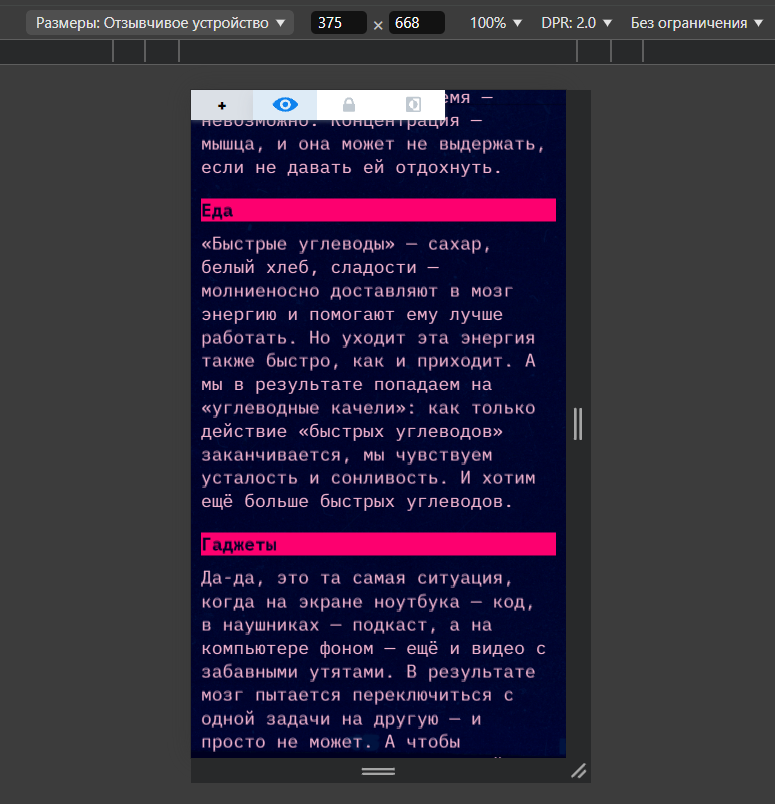 Размеры: Отзывчивое устройство ▼ 375 × 668 100% ▼ DPR: 2.0 ▼ Без ограничения ▼
+
—
невозможно. Концентрация —
мышца, и она может не выдержать,
если не давать ей отдохнуть.
Еда
«Быстрые углеводы» — сахар,
белый хлеб, сладости —
молниеносно доставляют в мозг
энергию и помогают ему лучше
работать. Но уходит эта энергия
также быстро, как и приходит. А
мы в результате попадаем на
«углеводные качели»: как только
действие «быстрых углеводов»
заканчивается, мы чувствуем
усталость и сонливость. И хотим
ещё больше быстрых углеводов.
Гаджеты
Да-да, это та самая ситуация,
когда на экране ноутбука — код,
в наушниках — подкаст, а на
компьютере фоном — ещё и видео с
забавными утятами. В результате
мозг пытается переключиться с
одной задачи на другую — и
просто не может. А чтобы